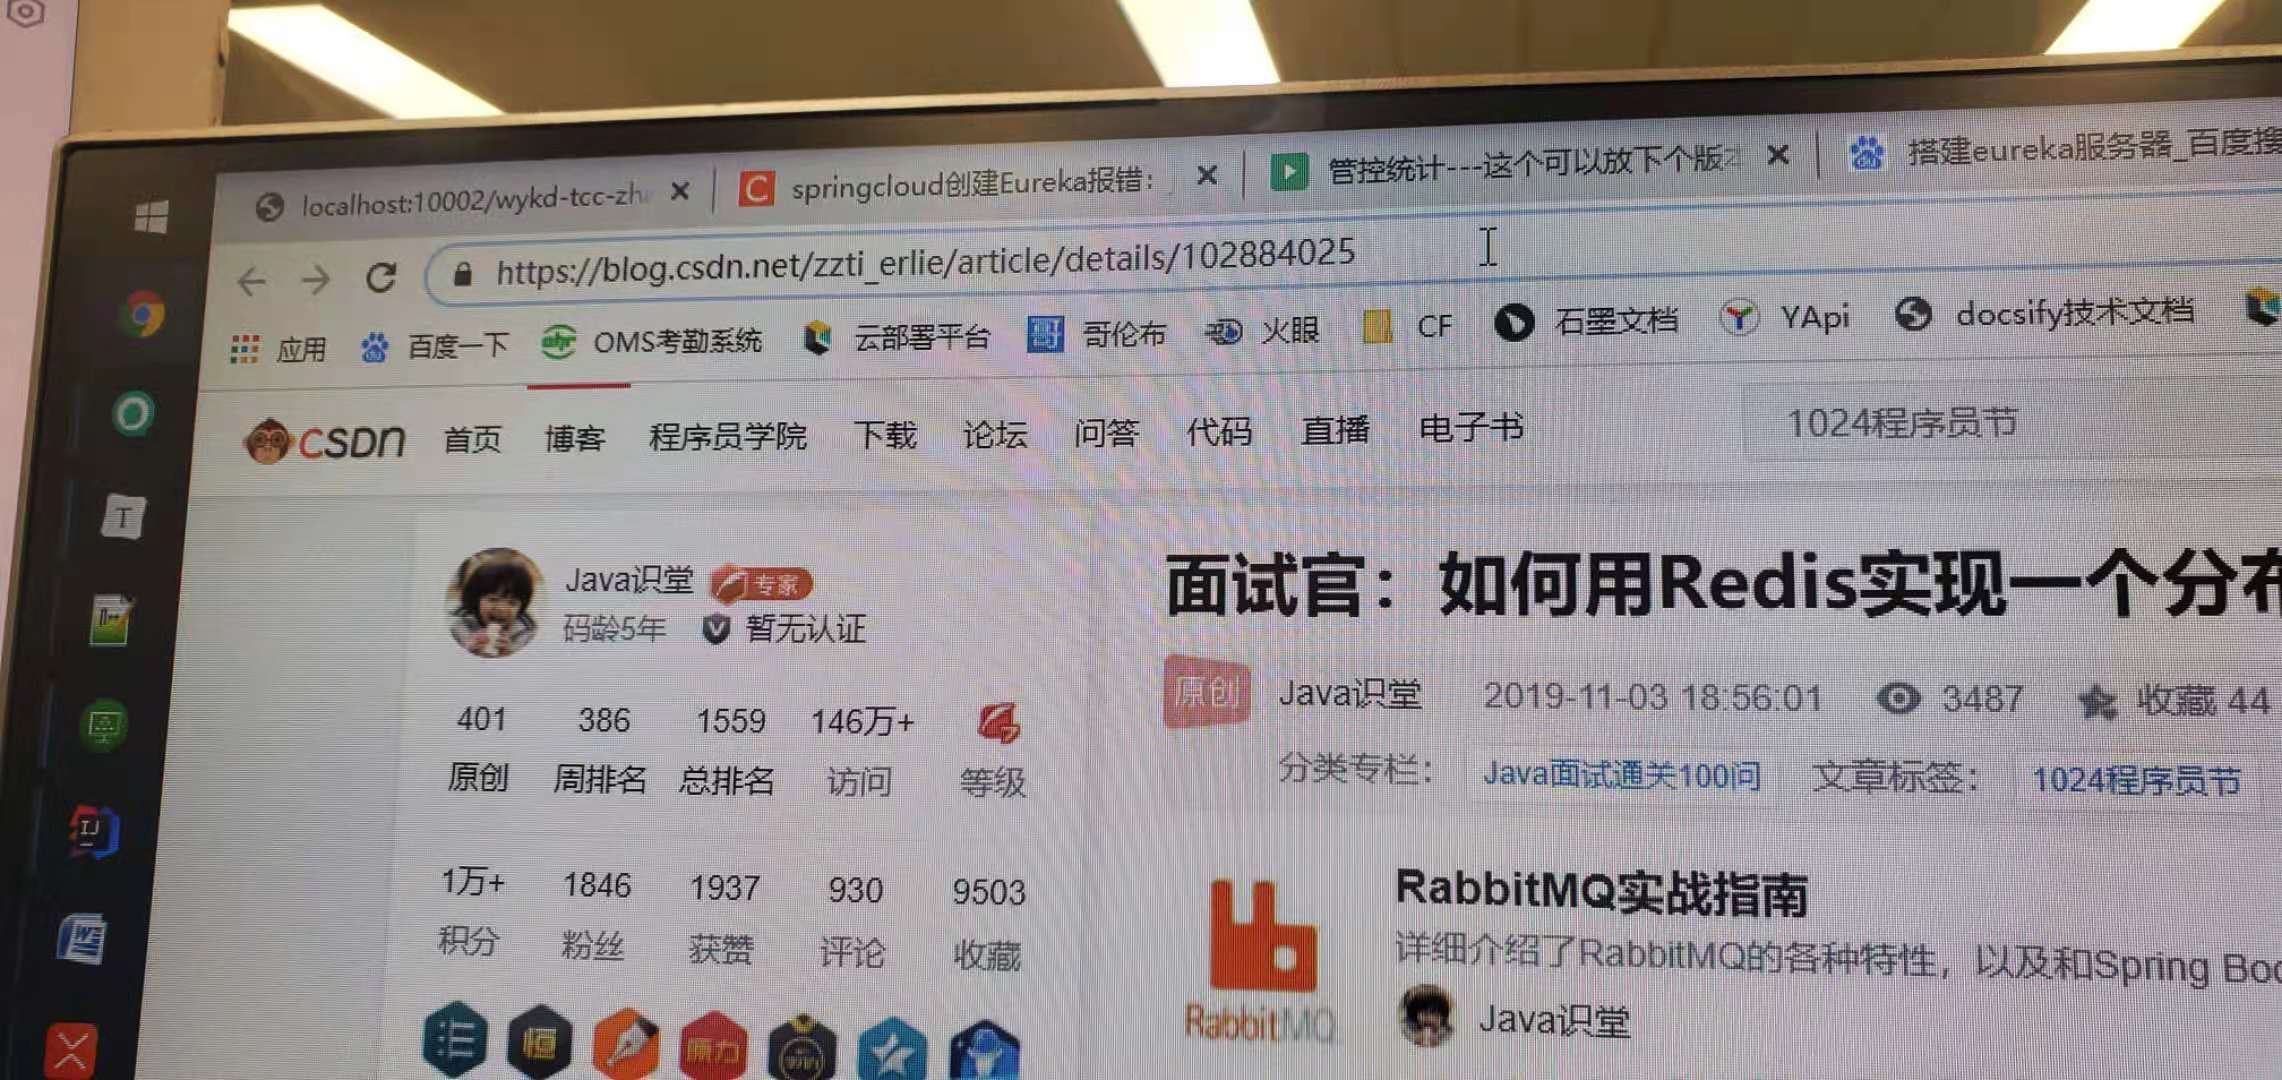 localhost:10002/wykd-tcc-zh
springcloud创建Eureka报错：
管控统计---这个可以放下个版
搭建eureka服务器_百度搜
https://blog.csdn.net/zzti_erlie/article/details/102884025
应用 百度一下 OMS考勤系统 云部署平台 哥伦布 火眼 CF 石墨文档 YApi docsify技术文档
CSDN 首页 博客 程序员学院 下载 论坛 问答 代码 直播 电子书 1024程序员节
Java识堂 专家
码龄5年 暂无认证
401 386 1559 146万+
原创 周排名 总排名 访问 等级
1万+ 1846 1937 930 9503
积分 粉丝 获赞 评论 收藏
恒 原力
面试官：如何用Redis实现一个分布
原创 Java识堂 2019-11-03 18:56:01 3487 收藏 44
分类专栏： Java面试通关100问 文章标签： 1024程序员节
RabbitMQ实战指南
详细介绍了RabbitMQ的各种特性，以及和Spring Boo
RabbitMQ
Java识堂